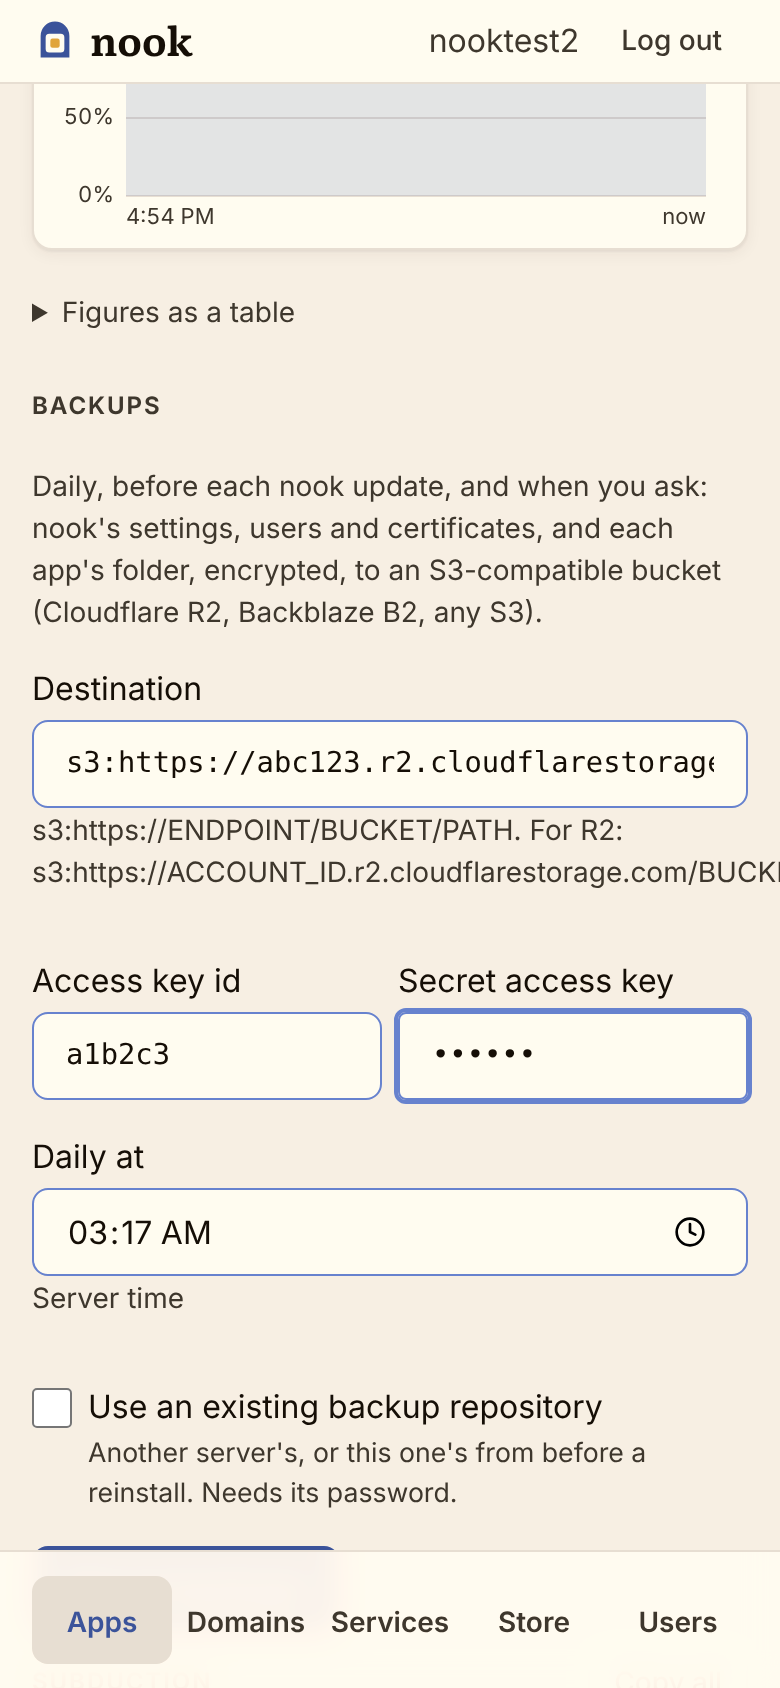 nook
nooktest2
Log out
50%
0%
4:54 PM
now
Figures as a table
BACKUPS
Daily, before each nook update, and when you ask:
nook's settings, users and certificates, and each
app's folder, encrypted, to an S3-compatible bucket
(Cloudflare R2, Backblaze B2, any S3).
Destination
s3:https://abc123.r2.cloudflarestorage
s3:https://ENDPOINT/BUCKET/PATH. For R2:
s3:https://ACCOUNT_ID.r2.cloudflarestorage.com/BUCK
Access key id
Secret access key
a1b2c3
••••••
Daily at
03:17 AM
Server time
Use an existing backup repository
Another server's, or this one's from before a
reinstall. Needs its password.
Apps
Domains
Services
Store
Users
Copy all